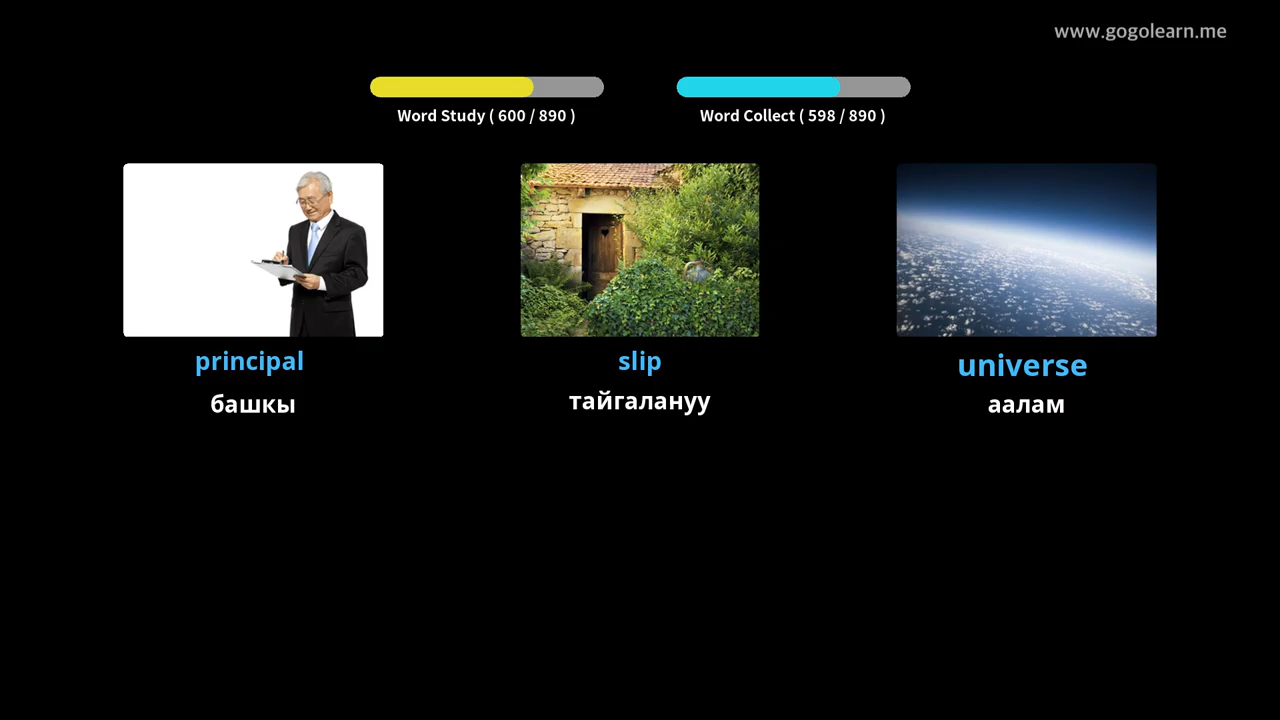 www.gogolearn.me
Word Study ( 600 / 890 )
Word Collect ( 598 / 890 )
principal
slip
universe
башкы
тайгалануу
аалам